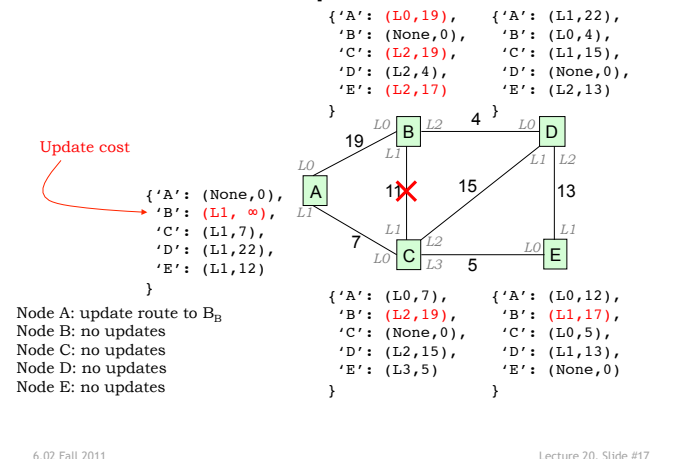 {‘A’: (L0,19),
‘B’: (None,0),
‘C’: (L2,19),
‘D’: (L2,4),
‘E’: (L2,17)
}
{‘A’: (L1,22),
‘B’: (L0,4),
‘C’: (L1,15),
‘D’: (None,0),
‘E’: (L2,13)
}
Update cost
L0 B L2 4 L0 D
19 L1 L1 L2
L0 A L1
11 15 13
{‘A’: (None,0),
‘B’: (L1, ∞),
‘C’: (L1,7),
‘D’: (L1,22),
‘E’: (L1,12)
}
7 L1 L2 L1
L0 C L3 5 L0 E
Node A: update route to BB
Node B: no updates
Node C: no updates
Node D: no updates
Node E: no updates
{‘A’: (L0,7),
‘B’: (L2,19),
‘C’: (None,0),
‘D’: (L2,15),
‘E’: (L3,5)
}
{‘A’: (L0,12),
‘B’: (L1,17),
‘C’: (L0,5),
‘D’: (L1,13),
‘E’: (None,0)
}
6.02 Fall 2011
Lecture 20, Slide #17